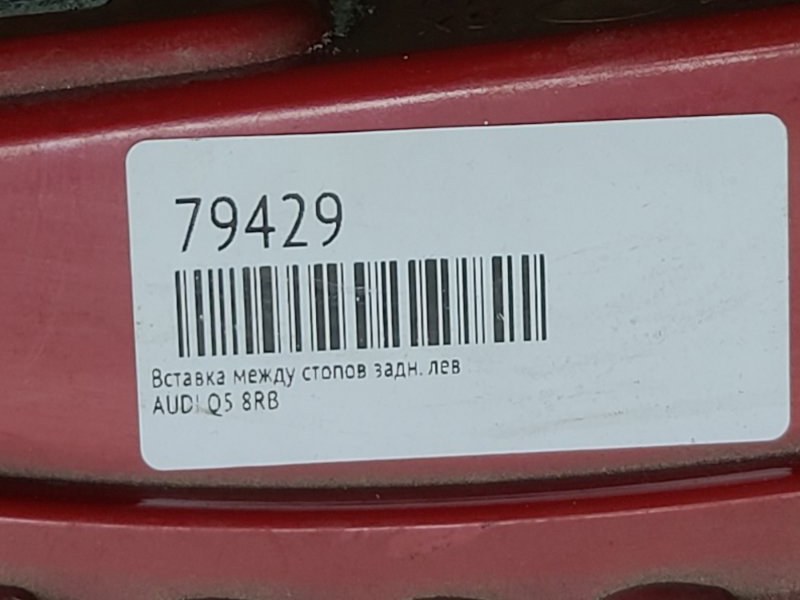 79429
Вставка между стопов задн. лев
AUDI Q5 8RB